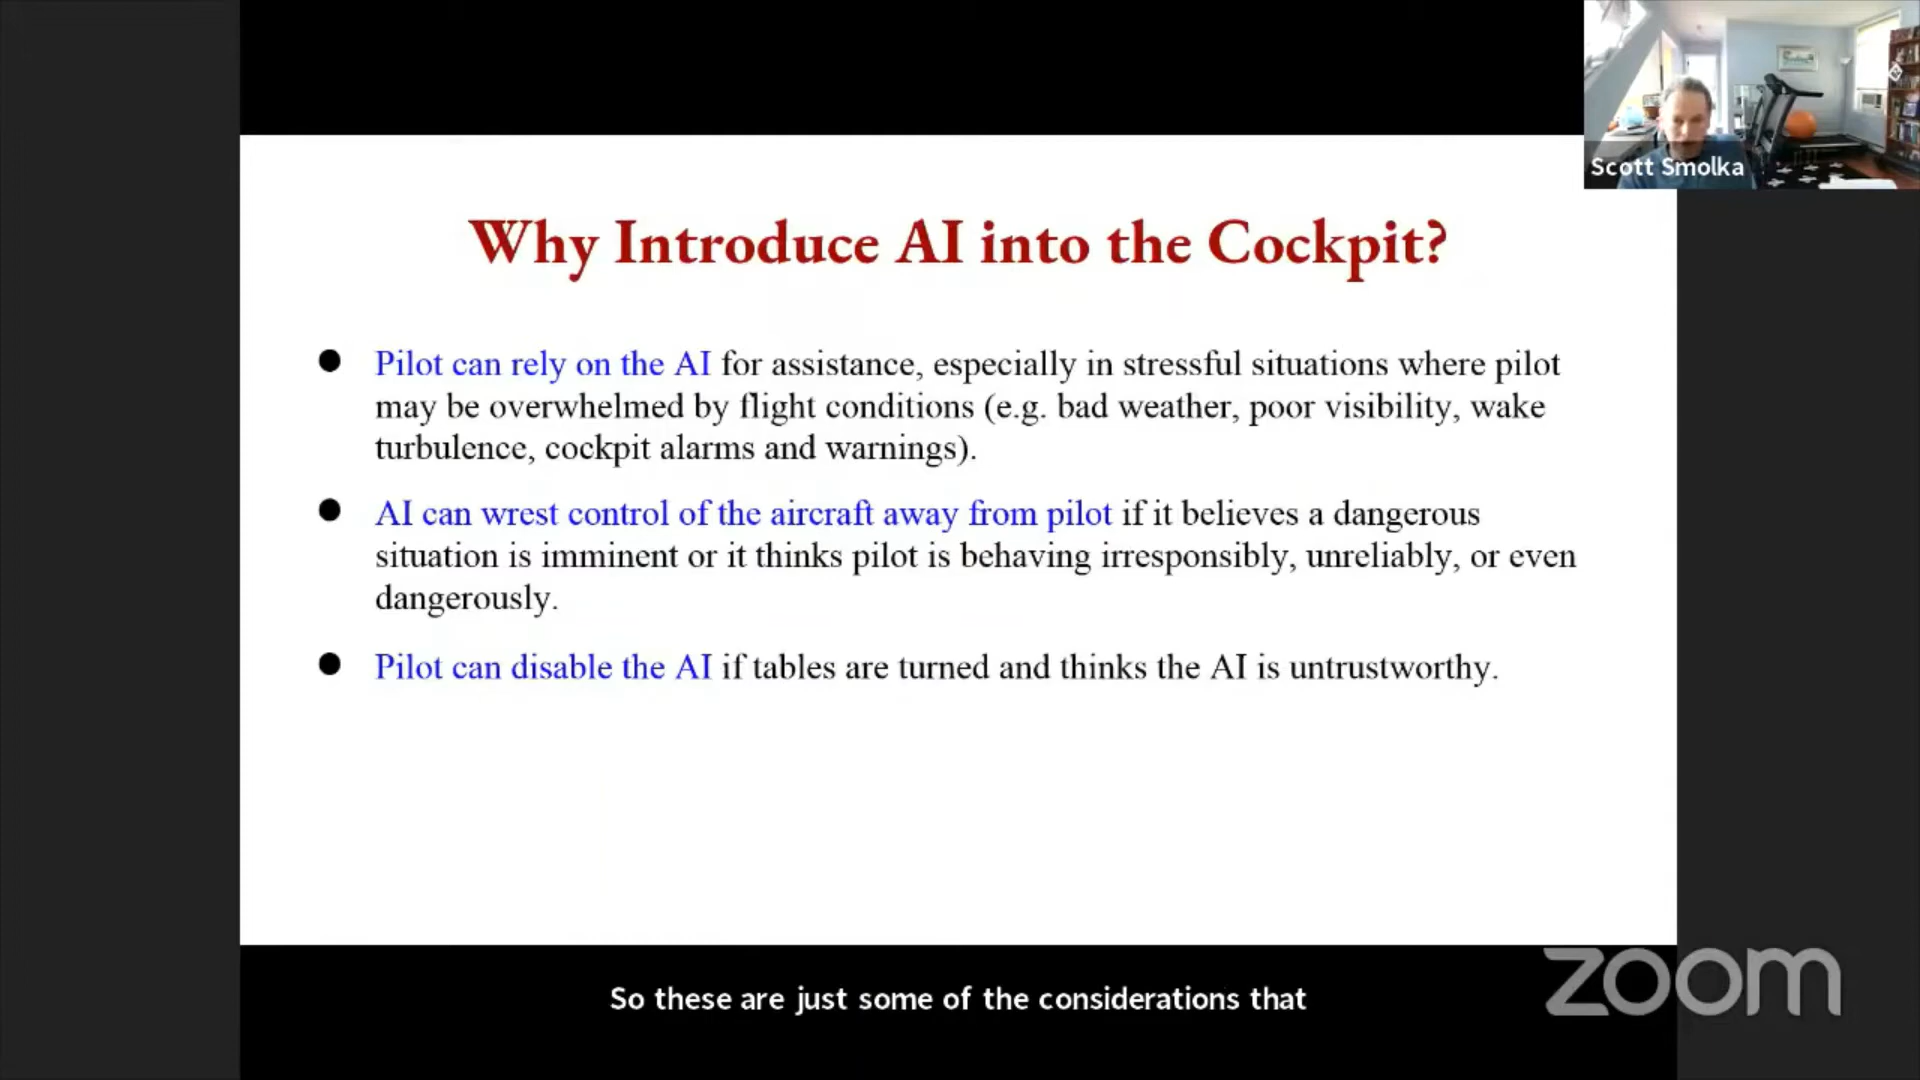 Scott Smolka
Why Introduce AI into the Cockpit?
Pilot can rely on the AI for assistance, especially in stressful situations where pilot
may be overwhelmed by flight conditions (e.g. bad weather, poor visibility, wake
turbulence, cockpit alarms and warnings).
AI can wrest control of the aircraft away from pilot if it believes a dangerous
situation is imminent or it thinks pilot is behaving irresponsibly, unreliably, or even
dangerously.
Pilot can disable the AI if tables are turned and thinks the AI is untrustworthy.
So these are just some of the considerations that
zoom